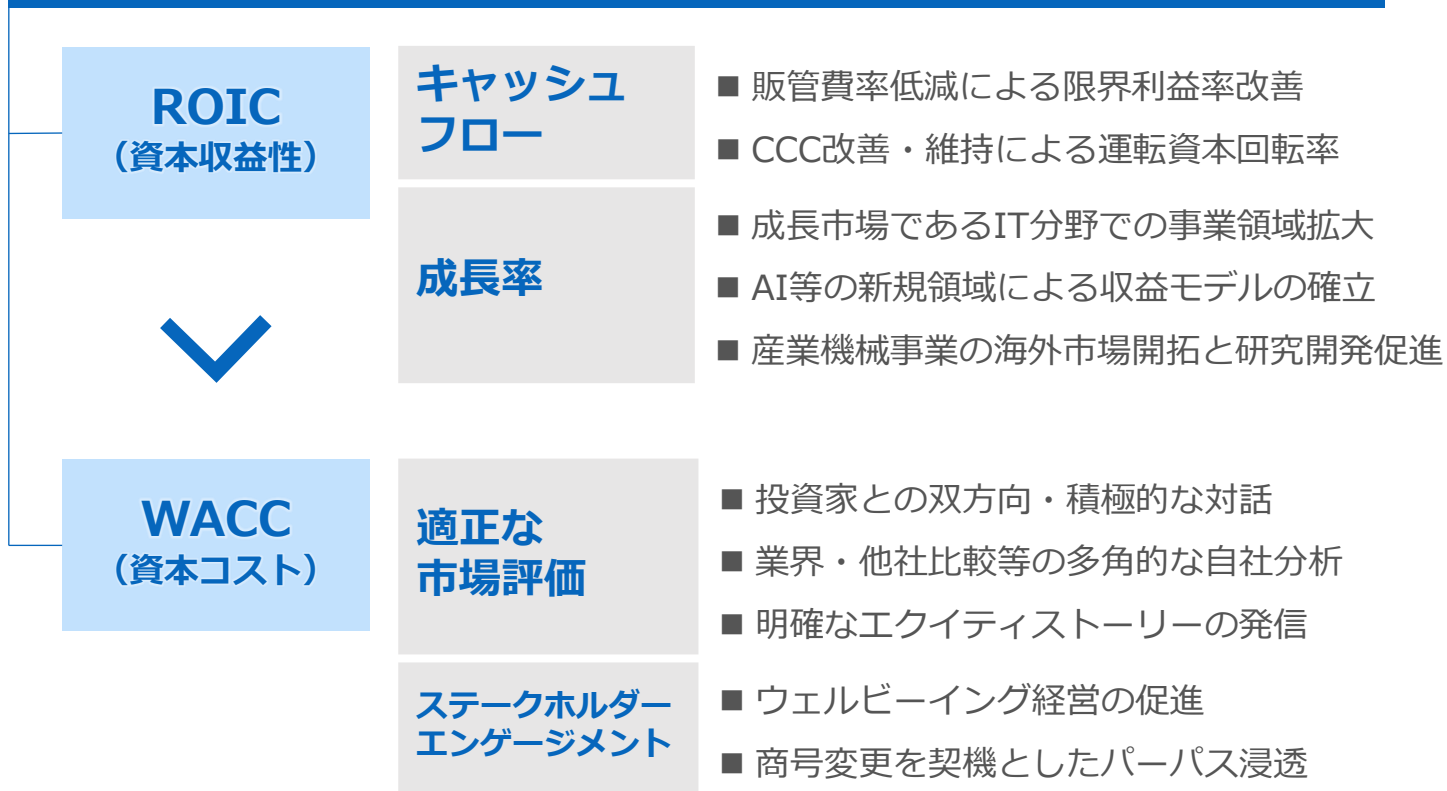 ROIC
（資本収益性）
キャッシュ
フロー
■ 販管費率低減による限界利益率改善
■ CCC改善・維持による運転資本回転率
成長率
■ 成長市場であるIT分野での事業領域拡大
■ AI等の新規領域による収益モデルの確立
■ 産業機械事業の海外市場開拓と研究開発促進
WACC
（資本コスト）
適正な
市場評価
■ 投資家との双方向・積極的な対話
■ 業界・他社比較等の多角的な自社分析
■ 明確なエクイティストーリーの発信
ステークホルダー
エンゲージメント
■ ウェルビーイング経営の促進
■ 商号変更を契機としたパーパス浸透